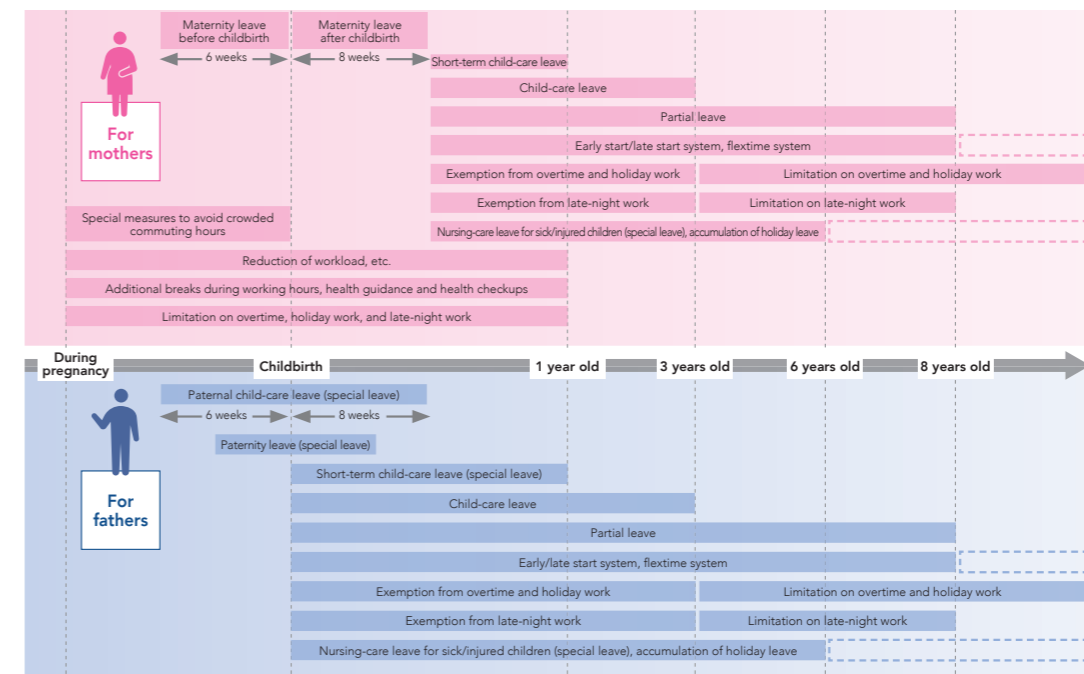 Maternity leave
before childbirth
Maternity leave
after childbirth
6 weeks
8 weeks
Short-term child-care leave
Child-care leave
For
mothers
Partial leave
Early start/late start system, flextime system
Exemption from overtime and holiday work
Limitation on overtime and holiday work
Exemption from late-night work
Limitation on late-night work
Special measures to avoid crowded
commuting hours
Nursing-care leave for sick/injured children (special leave), accumulation of holiday leave
Reduction of workload, etc.
Additional breaks during working hours, health guidance and health checkups
Limitation on overtime, holiday work, and late-night work
During
pregnancy
Childbirth
1 year old
3 years old
6 years old
8 years old
Paternal child-care leave (special leave)
6 weeks
8 weeks
Paternity leave (special leave)
Short-term child-care leave (special leave)
For
fathers
Child-care leave
Partial leave
Early/late start system, flextime system
Exemption from overtime and holiday work
Limitation on overtime and holiday work
Exemption from late-night work
Limitation on late-night work
Nursing-care leave for sick/injured children (special leave), accumulation of holiday leave